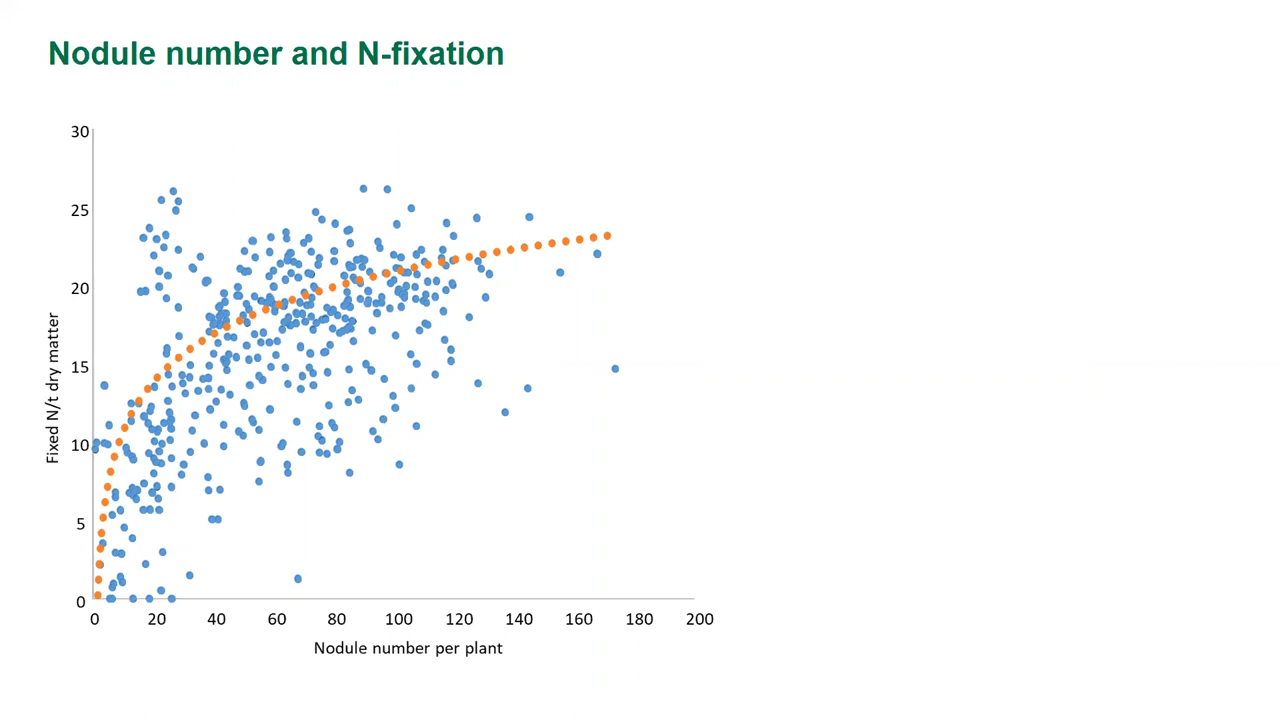 Nodule number and N-fixation
30
25
20
15
10
5
0
Fixed N/t dry matter
0 20 40 60 80 100 120 140 160 180 200
Nodule number per plant